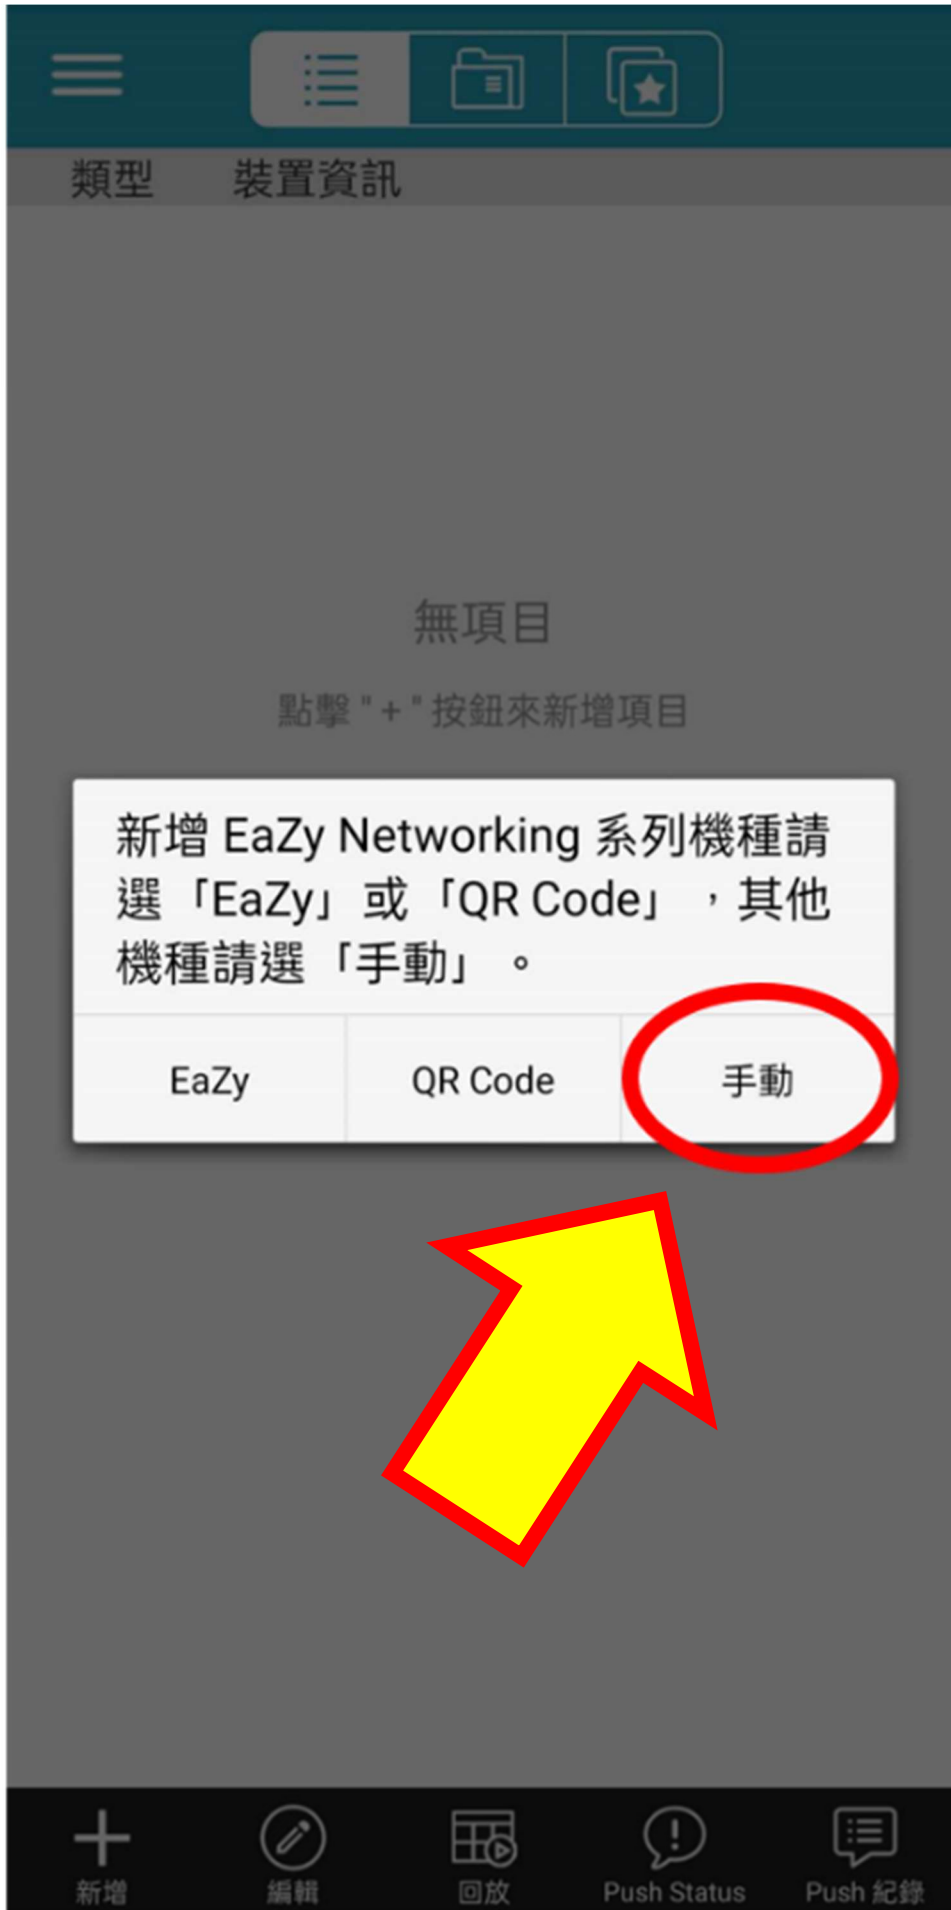 類型 裝置資訊
無項目
點擊 " + " 按鈕來新增項目
新增 EaZy Networking 系列機種請
選「EaZy」或「QR Code」，其他
機種請選「手動」。
EaZy QR Code 手動
新增 編輯 回放 Push Status Push 紀錄